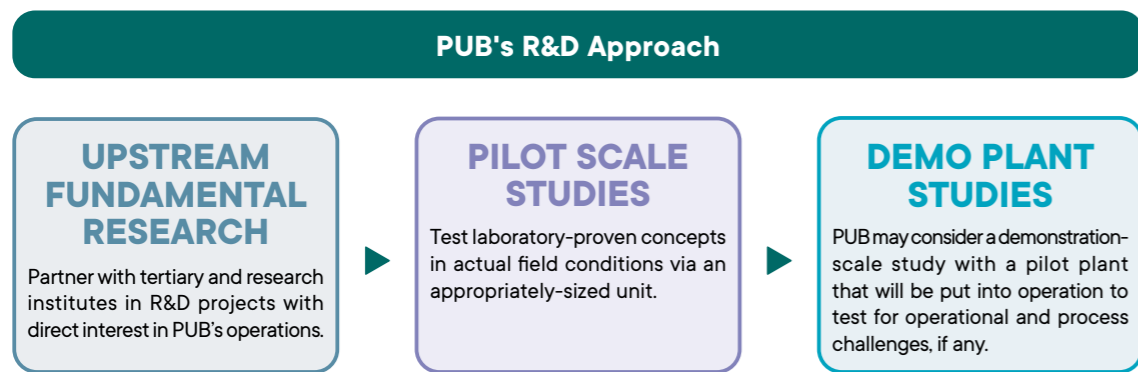 PUB's R&D Approach
UPSTREAM
FUNDAMENTAL
RESEARCH
Partner with tertiary and research
institutes in R&D projects with
direct interest in PUB’s operations.
PILOT SCALE
STUDIES
Test laboratory-proven concepts
in actual field conditions via an
appropriately-sized unit.
DEMO PLANT
STUDIES
PUB may consider a demonstration-
scale study with a pilot plant
that will be put into operation to
test for operational and process
challenges, if any.